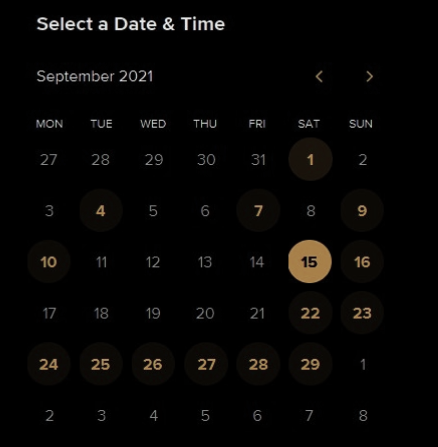 Select a Date & Time
September 2021
MON TUE WED THU FRI SAT SUN
27 28 29 30 31 1 2
3 4 5 6 7 8 9
10 11 12 13 14 15 16
17 18 19 20 21 22 23
24 25 26 27 28 29 1
2 3 4 5 6 7 8